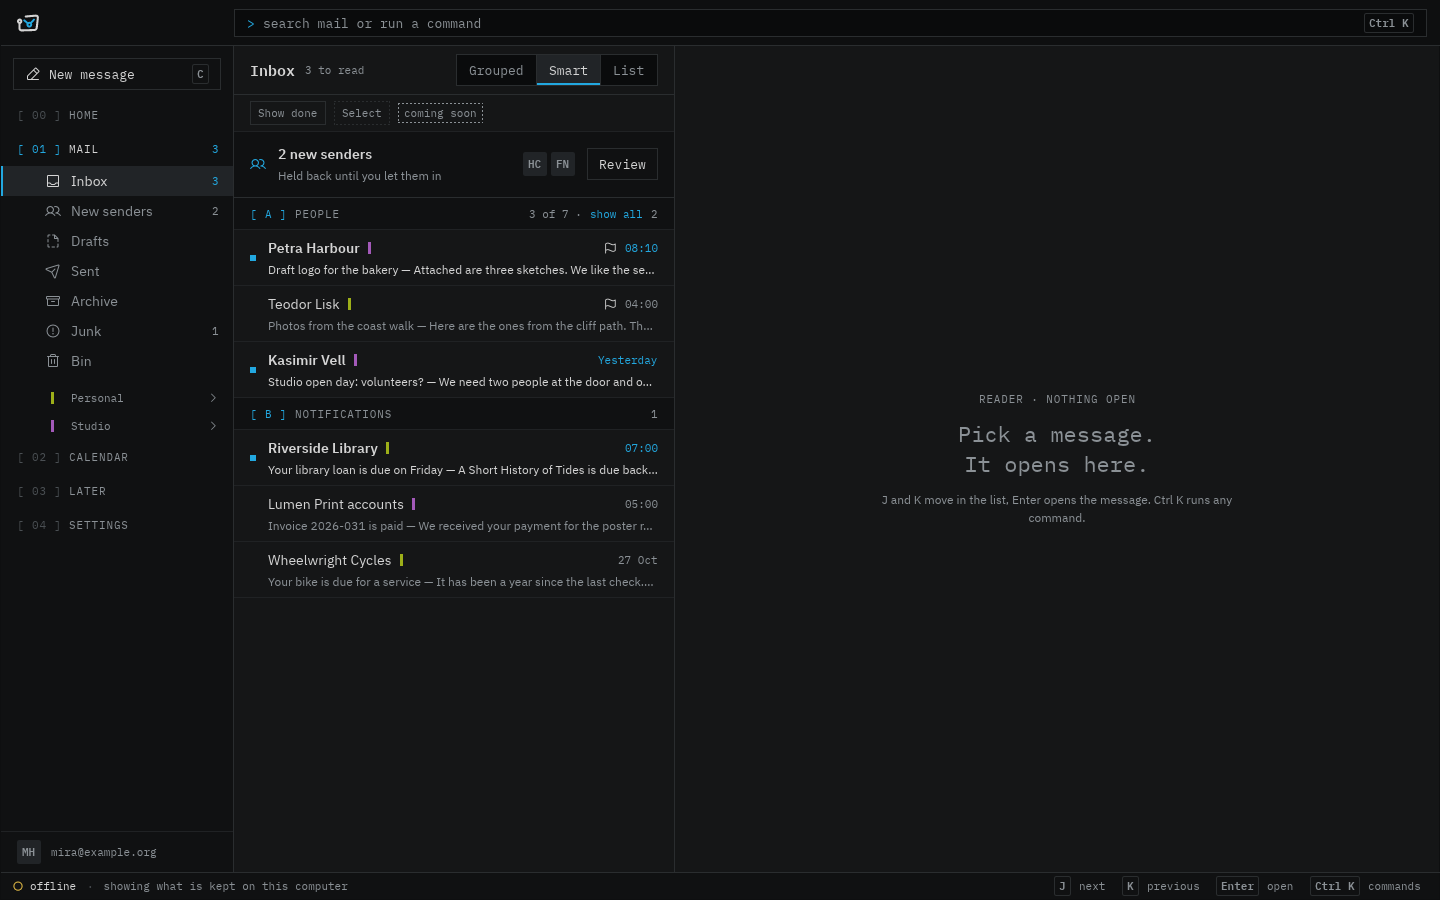 > search mail or run a command Ctrl K
New message C
Inbox 3 to read Grouped Smart List
Show done Select coming soon
[ 00 ] HOME
[ 01 ] MAIL 3
Inbox 3
New senders 2
Drafts
Sent
Archive
Junk 1
Bin
Personal
Studio
[ 02 ] CALENDAR
[ 03 ] LATER
[ 04 ] SETTINGS
MH mira@example.org
2 new senders
Held back until you let them in
HC FN Review
[ A ] PEOPLE 3 of 7 · show all 2
Petra Harbour 08:10
Draft logo for the bakery — Attached are three sketches. We like the se…
Teodor Lisk 04:00
Photos from the coast walk — Here are the ones from the cliff path. Th…
Kasimir Vell Yesterday
Studio open day: volunteers? — We need two people at the door and o…
[ B ] NOTIFICATIONS 1
Riverside Library 07:00
Your library loan is due on Friday — A Short History of Tides is due back…
Lumen Print accounts 05:00
Invoice 2026-031 is paid — We received your payment for the poster r…
Wheelwright Cycles 27 Oct
Your bike is due for a service — It has been a year since the last check.…
READER · NOTHING OPEN
Pick a message.
It opens here.
J and K move in the list, Enter opens the message. Ctrl K runs any
command.
offline · showing what is kept on this computer
J next K previous Enter open Ctrl K commands